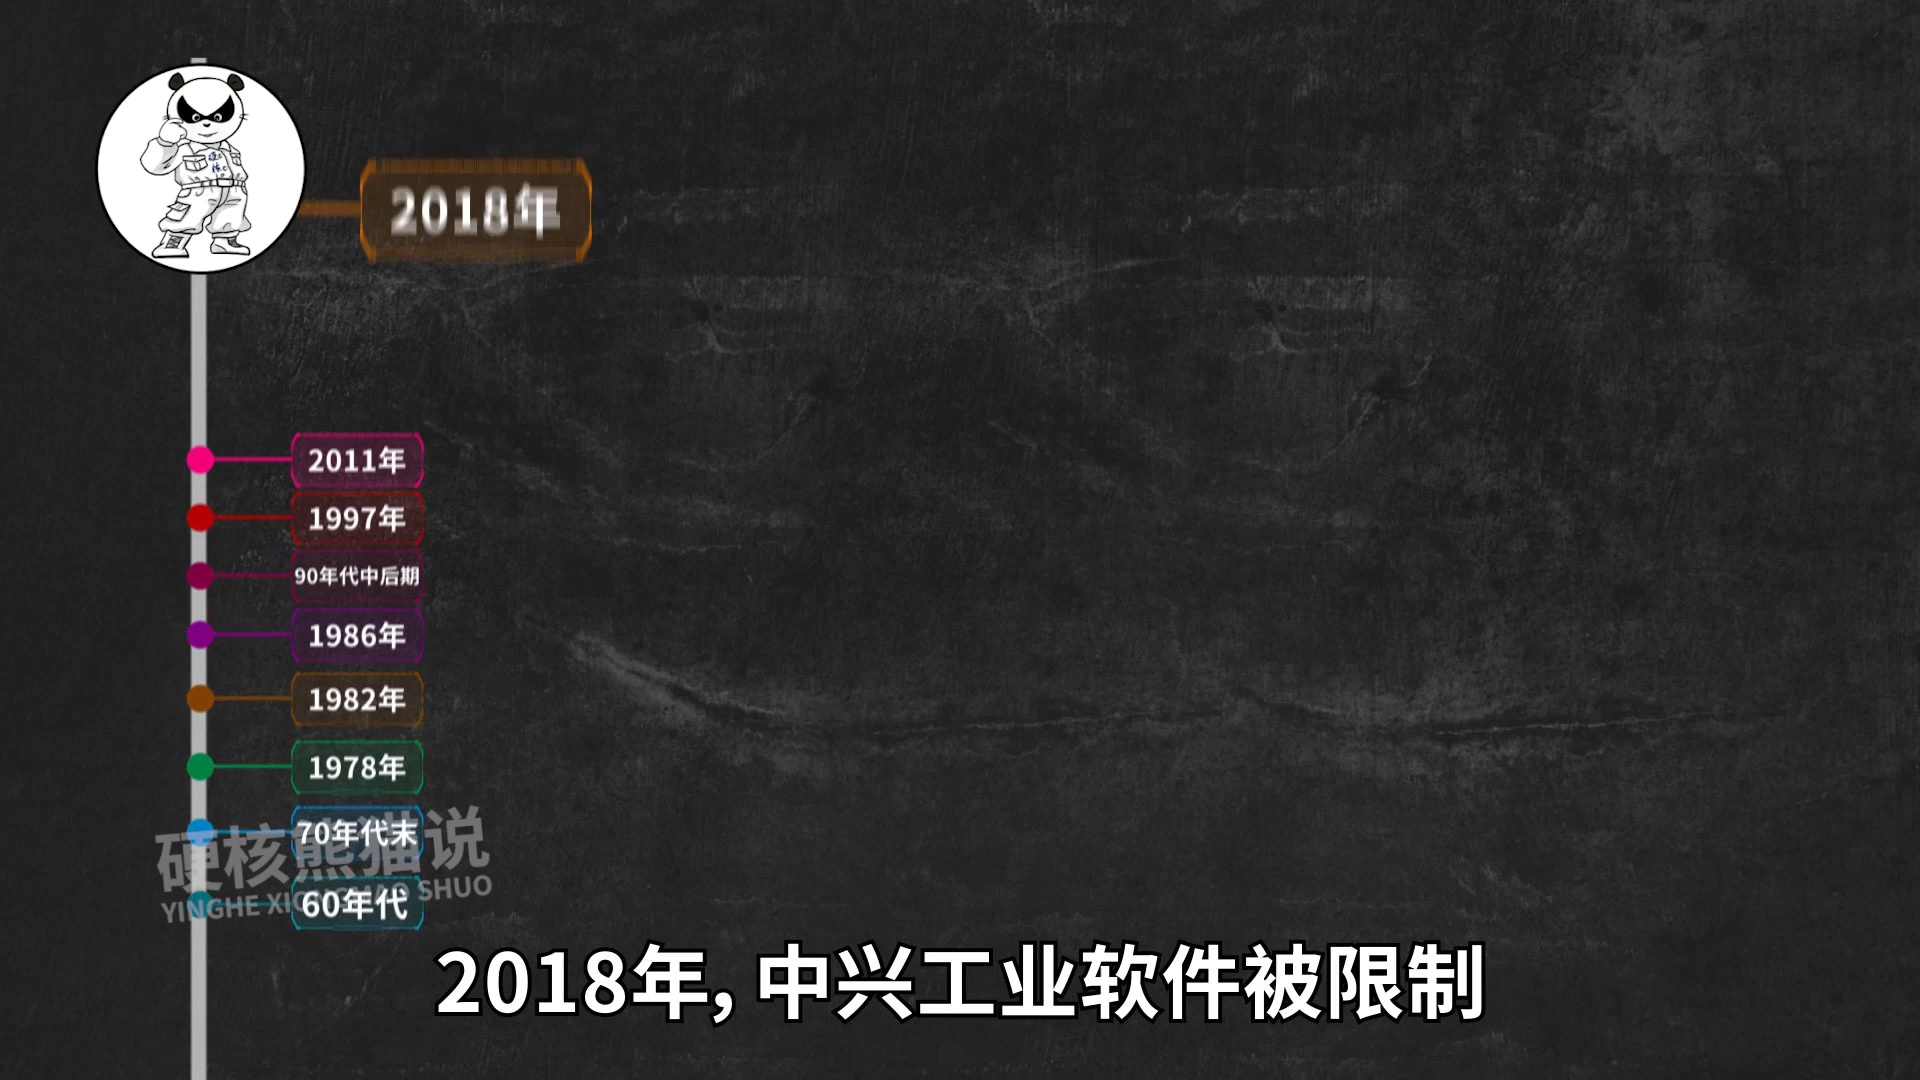 2018年
2011年
1997年
90年代中后期
1986年
1982年
1978年
70年代末
硬核熊猫说
YINGHE XIONGMAO SHUO
60年代
2018年,中兴工业软件被限制